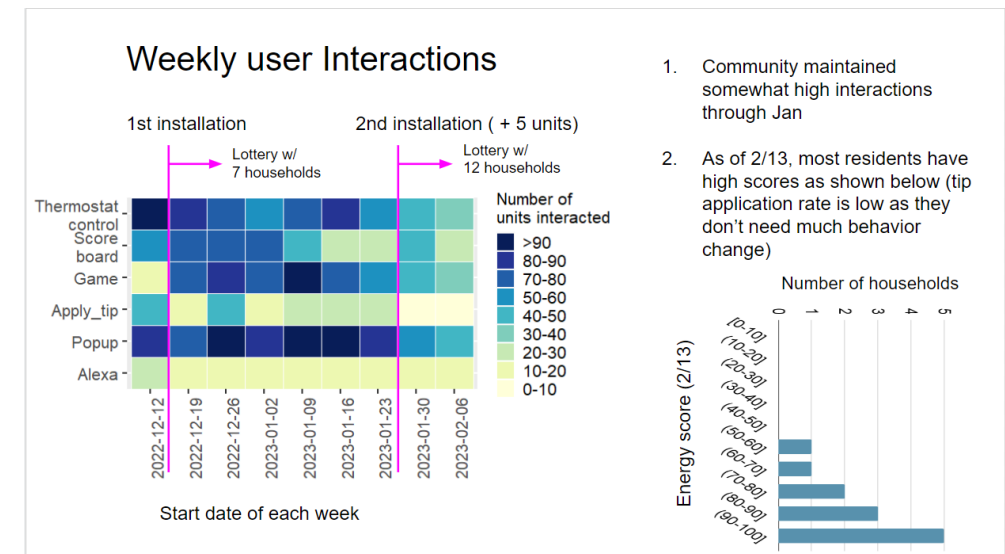 Weekly user Interactions
1st installation
2nd installation ( + 5 units)
Lottery w/
7 households
Lottery w/
12 households
Thermostat
control
Score
board
Game
Apply_tip
Popup
Alexa
2022-12-12
2022-12-19
2022-12-26
2023-01-02
2023-01-09
2023-01-16
2023-01-23
2023-01-30
2023-02-06
Start date of each week
Number of
units interacted
>90
80-90
70-80
50-60
40-50
30-40
20-30
10-20
0-10
1. Community maintained
somewhat high interactions
through Jan
2. As of 2/13, most residents have
high scores as shown below (tip
application rate is low as they
don't need much behavior
change)
Number of households
0 1 2 3 4 5
Energy score (2/13)
[0-10]
(10-20]
(20-30]
(30-40]
(40-50]
(50-60]
(60-70]
(70-80]
(80-90]
(90-100]